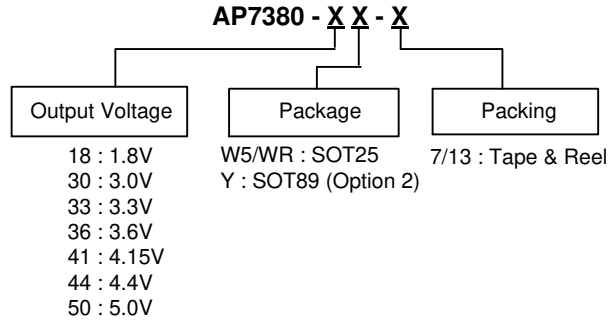 AP7380 - X X - X
Output Voltage
18 : 1.8V
30 : 3.0V
33 : 3.3V
36 : 3.6V
41 : 4.15V
44 : 4.4V
50 : 5.0V
Package
W5/WR : SOT25
Y : SOT89 (Option 2)
Packing
7/13 : Tape & Reel